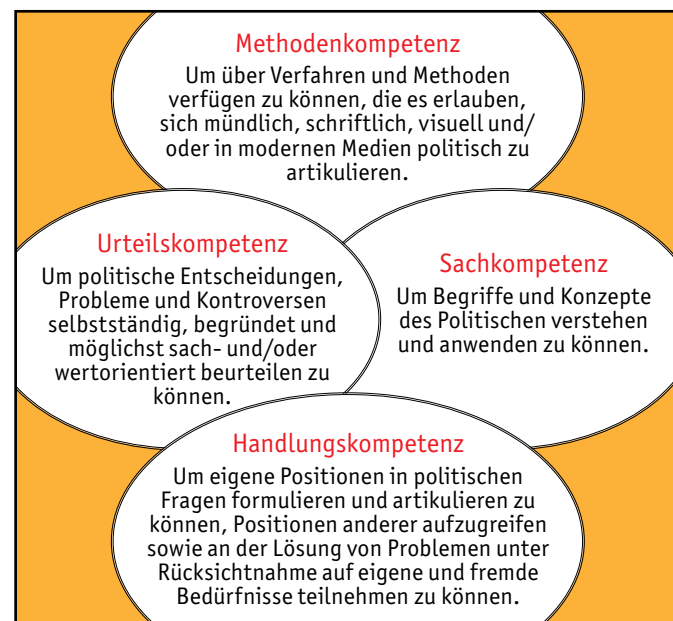 Methodenkompetenz
Um über Verfahren und Methoden
verfügen zu können, die es erlauben,
sich mündlich, schriftlich, visuell und/
oder in modernen Medien politisch zu
artikulieren.
Urteilskompetenz
Um politische Entscheidungen,
Probleme und Kontroversen
selbstständig, begründet und
möglichst sach- und/oder
wertorientiert beurteilen zu
können.
Sachkompetenz
Um Begriffe und Konzepte
des Politischen verstehen
und anwenden zu können.
Handlungskompetenz
Um eigene Positionen in politischen
Fragen formulieren und artikulieren zu
können, Positionen anderer aufzugreifen
sowie an der Lösung von Problemen unter
Rücksichtnahme auf eigene und fremde
Bedürfnisse teilnehmen zu können.